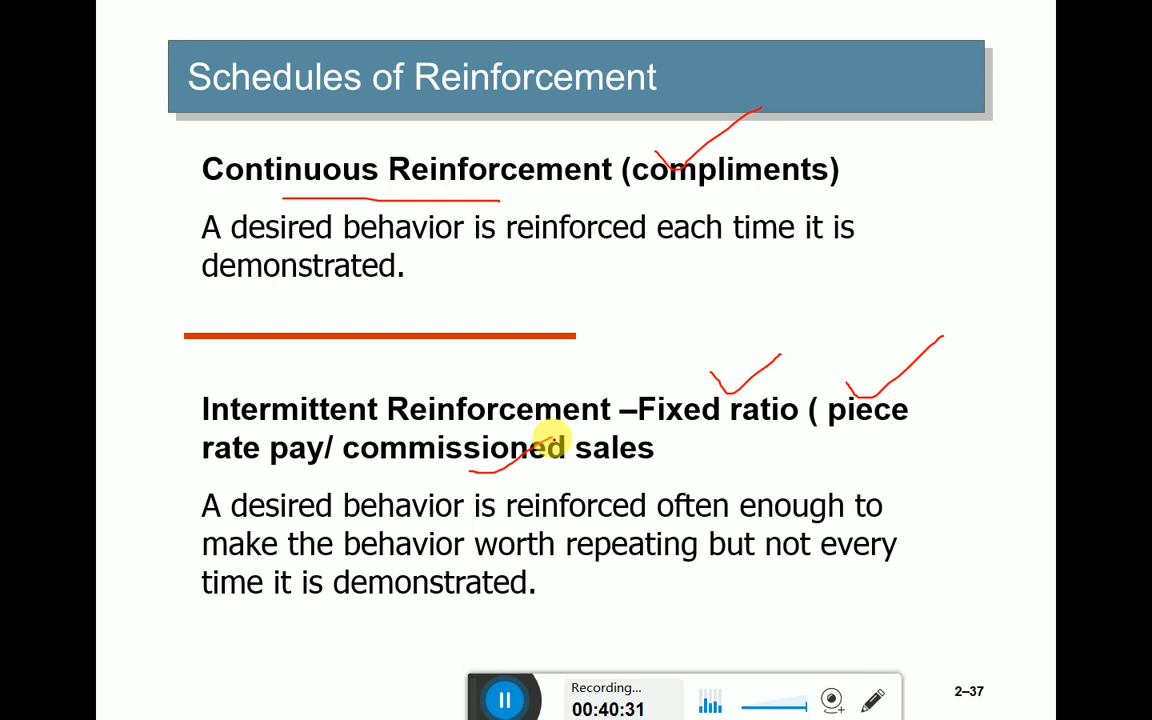 Schedules of Reinforcement
Continuous Reinforcement (compliments)
A desired behavior is reinforced each time it is
demonstrated.
Intermittent Reinforcement –Fixed ratio ( piece
rate pay/ commissioned sales
A desired behavior is reinforced often enough to
make the behavior worth repeating but not every
time it is demonstrated.
Recording...
00:40:31
2–37